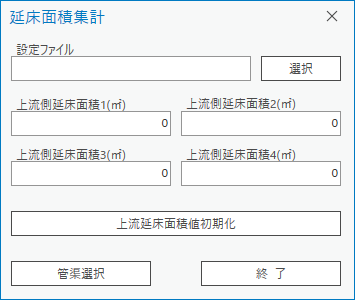 延床面積集計
設定ファイル
選択
上流側延床面積1(㎡) 上流側延床面積2(㎡)
0 0
上流側延床面積3(㎡) 上流側延床面積4(㎡)
0 0
上流延床面積値初期化
管渠選択 終 了